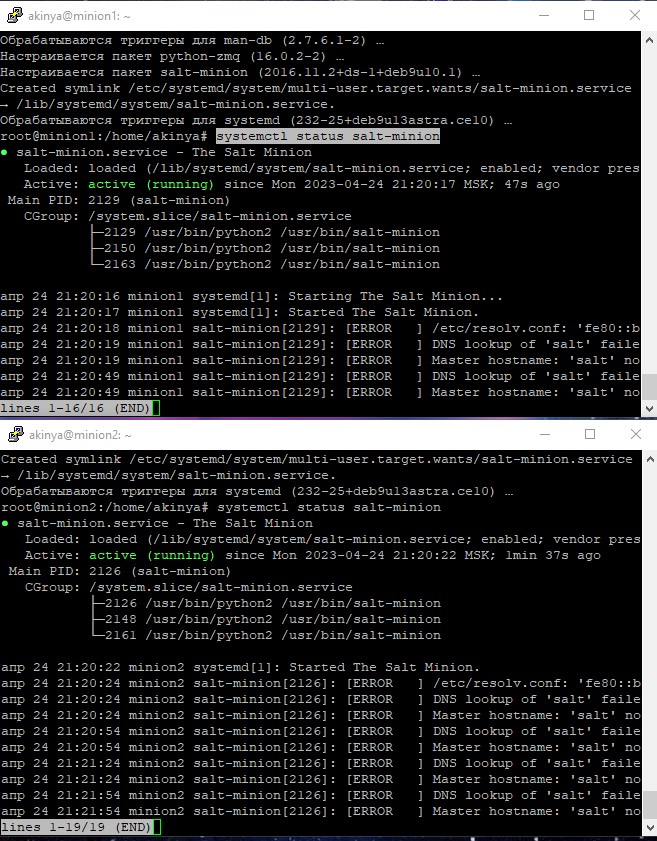 akinya@minion1: ~
Обрабатываются триггеры для man-db (2.7.6.1-2) …
Настраивается пакет python-zmq (16.0.2-2) …
Настраивается пакет salt-minion (2016.11.2+ds-1+deb9u10.1) …
Created symlink /etc/systemd/system/multi-user.target.wants/salt-minion.service
→ /lib/systemd/system/salt-minion.service.
Обрабатываются триггеры для systemd (232-25+deb9u13astra.ce10) …
root@minion1:/home/akinya# systemctl status salt-minion
● salt-minion.service - The Salt Minion
Loaded: loaded (/lib/systemd/system/salt-minion.service; enabled; vendor pres
Active: active (running) since Mon 2023-04-24 21:20:17 MSK; 47s ago
Main PID: 2129 (salt-minion)
CGroup: /system.slice/salt-minion.service
├─2129 /usr/bin/python2 /usr/bin/salt-minion
├─2150 /usr/bin/python2 /usr/bin/salt-minion
└─2163 /usr/bin/python2 /usr/bin/salt-minion
апр 24 21:20:16 minion1 systemd[1]: Starting The Salt Minion...
апр 24 21:20:17 minion1 systemd[1]: Started The Salt Minion.
апр 24 21:20:18 minion1 salt-minion[2129]: [ERROR   ] /etc/resolv.conf: 'fe80::b
апр 24 21:20:19 minion1 salt-minion[2129]: [ERROR   ] DNS lookup of 'salt' faile
апр 24 21:20:19 minion1 salt-minion[2129]: [ERROR   ] Master hostname: 'salt' no
апр 24 21:20:49 minion1 salt-minion[2129]: [ERROR   ] DNS lookup of 'salt' faile
апр 24 21:20:49 minion1 salt-minion[2129]: [ERROR   ] Master hostname: 'salt' no
lines 1-16/16 (END)
akinya@minion2: ~
Created symlink /etc/systemd/system/multi-user.target.wants/salt-minion.service
→ /lib/systemd/system/salt-minion.service.
Обрабатываются триггеры для systemd (232-25+deb9u13astra.ce10) …
root@minion2:/home/akinya# systemctl status salt-minion
● salt-minion.service - The Salt Minion
Loaded: loaded (/lib/systemd/system/salt-minion.service; enabled; vendor pres
Active: active (running) since Mon 2023-04-24 21:20:22 MSK; 1min 37s ago
Main PID: 2126 (salt-minion)
CGroup: /system.slice/salt-minion.service
├─2126 /usr/bin/python2 /usr/bin/salt-minion
├─2148 /usr/bin/python2 /usr/bin/salt-minion
└─2161 /usr/bin/python2 /usr/bin/salt-minion
апр 24 21:20:22 minion2 systemd[1]: Started The Salt Minion.
апр 24 21:20:24 minion2 salt-minion[2126]: [ERROR   ] /etc/resolv.conf: 'fe80::b
апр 24 21:20:24 minion2 salt-minion[2126]: [ERROR   ] DNS lookup of 'salt' faile
апр 24 21:20:24 minion2 salt-minion[2126]: [ERROR   ] Master hostname: 'salt' no
апр 24 21:20:54 minion2 salt-minion[2126]: [ERROR   ] DNS lookup of 'salt' faile
апр 24 21:20:54 minion2 salt-minion[2126]: [ERROR   ] Master hostname: 'salt' no
апр 24 21:21:24 minion2 salt-minion[2126]: [ERROR   ] DNS lookup of 'salt' faile
апр 24 21:21:24 minion2 salt-minion[2126]: [ERROR   ] Master hostname: 'salt' no
апр 24 21:21:54 minion2 salt-minion[2126]: [ERROR   ] DNS lookup of 'salt' faile
апр 24 21:21:54 minion2 salt-minion[2126]: [ERROR   ] Master hostname: 'salt' no
lines 1-19/19 (END)